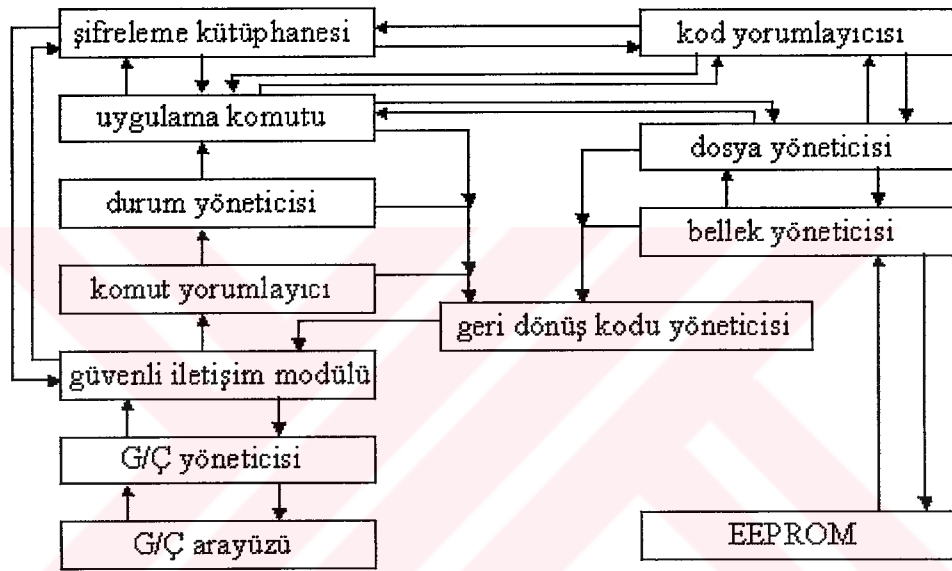 şifreleme kütüphanesi
kod yorumlayıcısı
uygulama komutu
dosya yöneticisi
durum yöneticisi
bellek yöneticisi
komut yorumlayıcı
geri dönüş kodu yöneticisi
güvenli iletişim modülü
G/Ç yöneticisi
G/Ç arayüzü
EEPROM